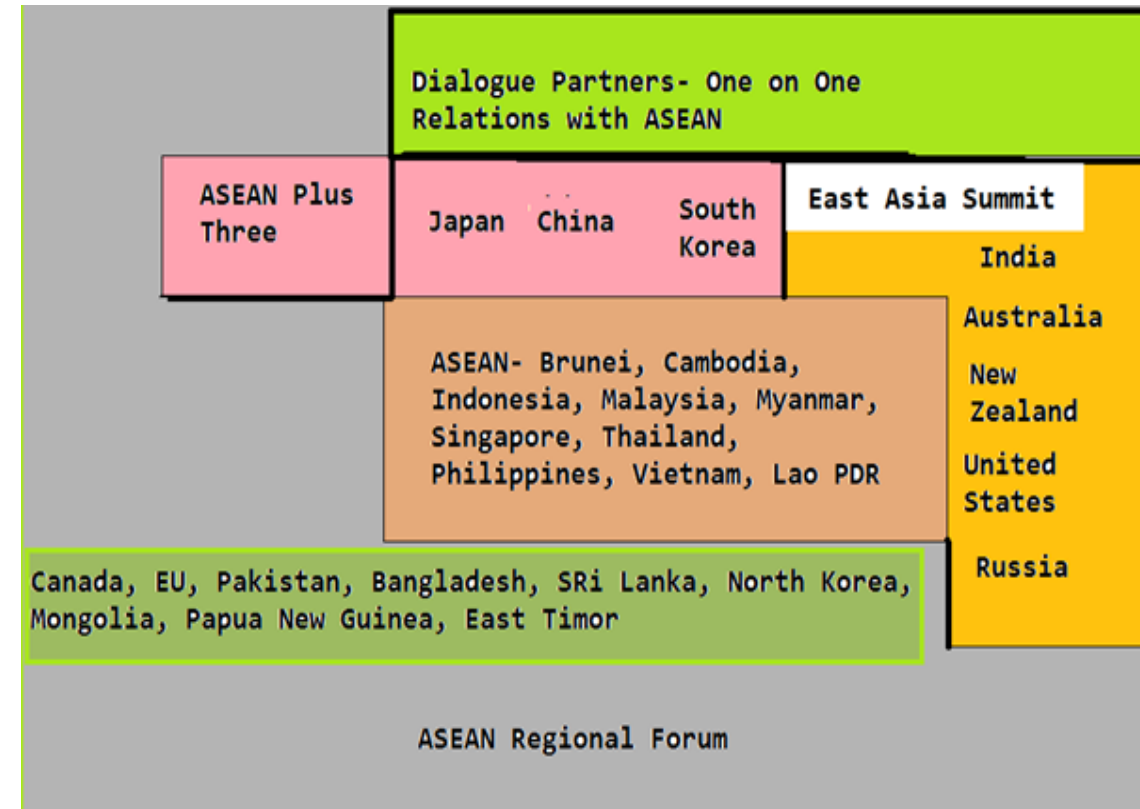 Dialogue Partners- One on One
Relations with ASEAN
ASEAN Plus
Three
Japan China South
Korea
East Asia Summit
India
Australia
New
Zealand
United
States
Russia
ASEAN- Brunei, Cambodia,
Indonesia, Malaysia, Myanmar,
Singapore, Thailand,
Philippines, Vietnam, Lao PDR
Canada, EU, Pakistan, Bangladesh, SRi Lanka, North Korea,
Mongolia, Papua New Guinea, East Timor
ASEAN Regional Forum